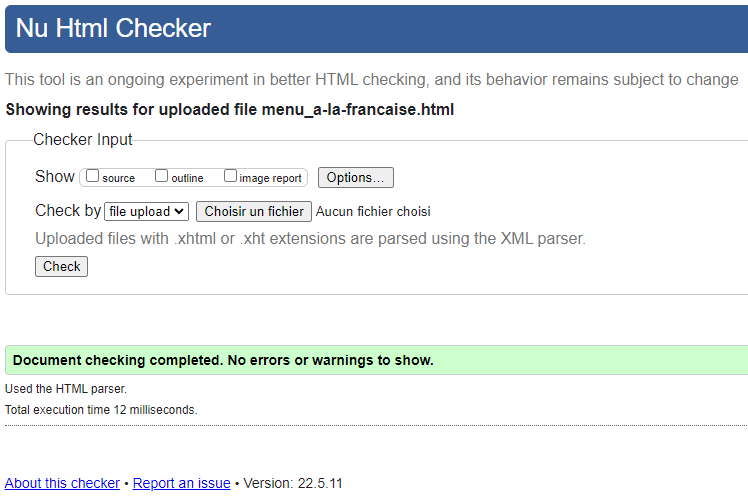 Nu Html Checker
This tool is an ongoing experiment in better HTML checking, and its behavior remains subject to change
Showing results for uploaded file menu_a-la-francaise.html
Checker Input
Show source outline image report Options...
Check by file upload Choisir un fichier Aucun fichier choisi
Uploaded files with .xhtml or .xht extensions are parsed using the XML parser.
Check
Document checking completed. No errors or warnings to show.
Used the HTML parser.
Total execution time 12 milliseconds.
About this checker • Report an issue • Version: 22.5.11